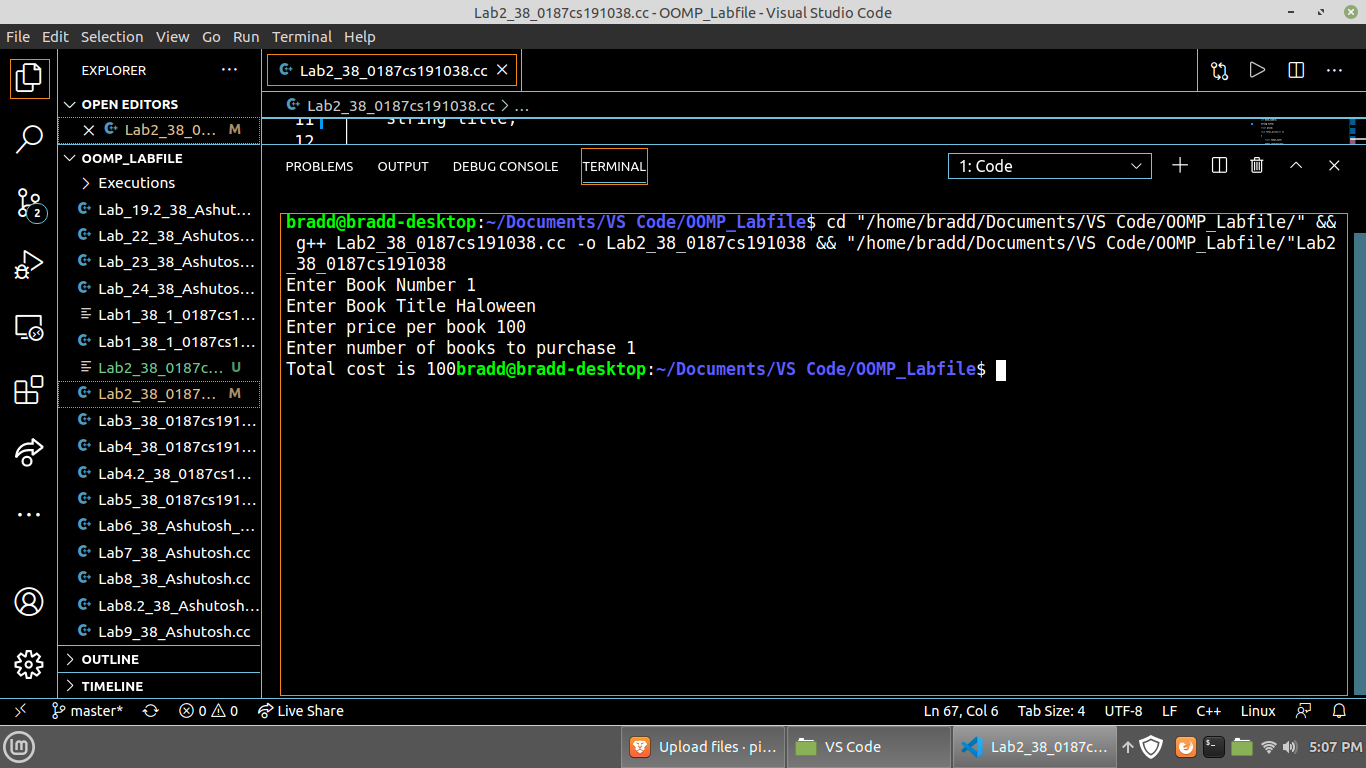 Lab2_38_0187cs191038.cc - OOMP_Labfile - Visual Studio Code
File Edit Selection View Go Run Terminal Help
EXPLORER
OPEN EDITORS
Lab2_38_0... M
OOMP_LABFILE
Executions
Lab_19.2_38_Ashut...
Lab_22_38_Ashutos...
Lab_23_38_Ashutos...
Lab_24_38_Ashutos...
Lab1_38_1_0187cs1...
Lab1_38_1_0187cs1...
Lab2_38_0187c... U
Lab2_38_0187... M
Lab3_38_0187cs191...
Lab4_38_0187cs191...
Lab4.2_38_0187cs1...
Lab5_38_0187cs191...
Lab6_38_Ashutosh_...
Lab7_38_Ashutosh.cc
Lab8_38_Ashutosh.cc
Lab8.2_38_Ashutosh...
Lab9_38_Ashutosh.cc
OUTLINE
TIMELINE
2
Lab2_38_0187cs191038.cc
Lab2_38_0187cs191038.cc > ...
11 string title;
12
PROBLEMS OUTPUT DEBUG CONSOLE TERMINAL 1: Code
bradd@bradd-desktop:~/Documents/VS Code/OOMP_Labfile$ cd "/home/bradd/Documents/VS Code/OOMP_Labfile/" &&
g++ Lab2_38_0187cs191038.cc -o Lab2_38_0187cs191038 && "/home/bradd/Documents/VS Code/OOMP_Labfile/"Lab2
_38_0187cs191038
Enter Book Number 1
Enter Book Title Haloween
Enter price per book 100
Enter number of books to purchase 1
Total cost is 100bradd@bradd-desktop:~/Documents/VS Code/OOMP_Labfile$
master* 0 0 Live Share Ln 67, Col 6 Tab Size: 4 UTF-8 LF C++ Linux
Upload files · pi... VS Code Lab2_38_0187c... 5:07 PM